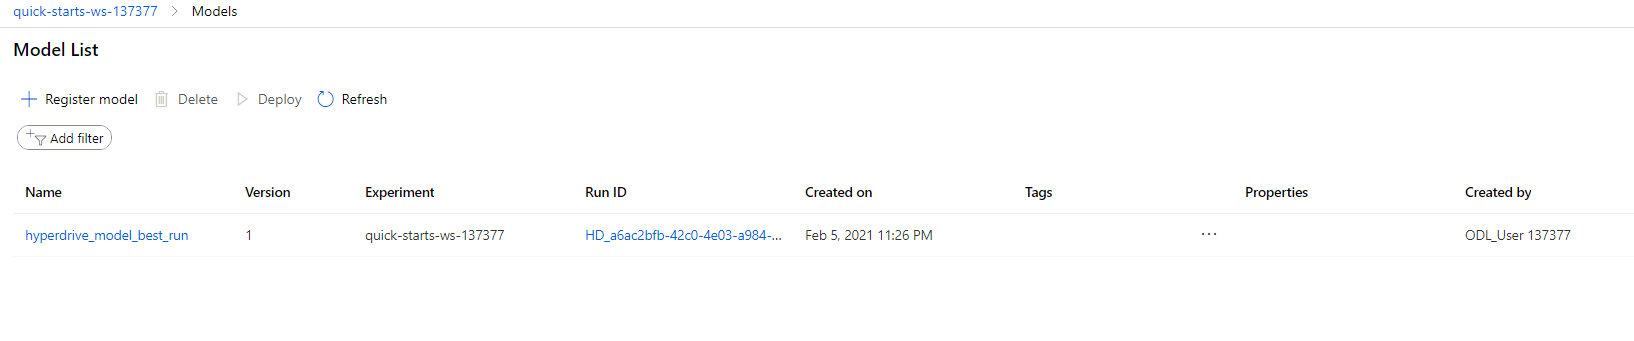 quick-starts-ws-137377 > Models
Model List
Register model Delete Deploy Refresh
Add filter
Name Version Experiment Run ID Created on Tags Properties Created by
hyperdrive_model_best_run 1 quick-starts-ws-137377 HD_a6ac2bfb-42c0-4e03-a984-... Feb 5, 2021 11:26 PM ... ODL_User 137377